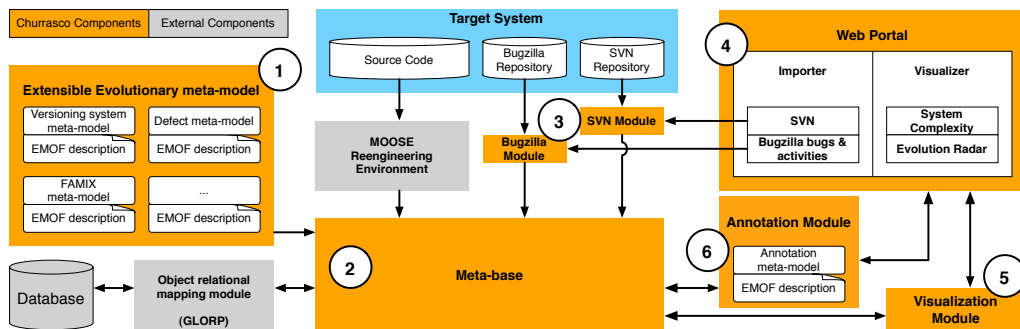 Churrasco Components
External Components
Target System
Source Code
Bugzilla
Repository
SVN
Repository
1
Extensible Evolutionary meta-model
Versioning system
meta-model
EMOF description
Defect meta-model
EMOF description
FAMIX
meta-model
EMOF description
...
EMOF description
MOOSE
Reengineering
Environment
3
SVN Module
Bugzilla
Module
4
Web Portal
Importer
SVN
Bugzilla bugs &
activities
Visualizer
System
Complexity
Evolution Radar
2
Meta-base
6
Annotation Module
Annotation
meta-model
EMOF description
5
Visualization
Module
Database
Object relational
mapping module
(GLORP)